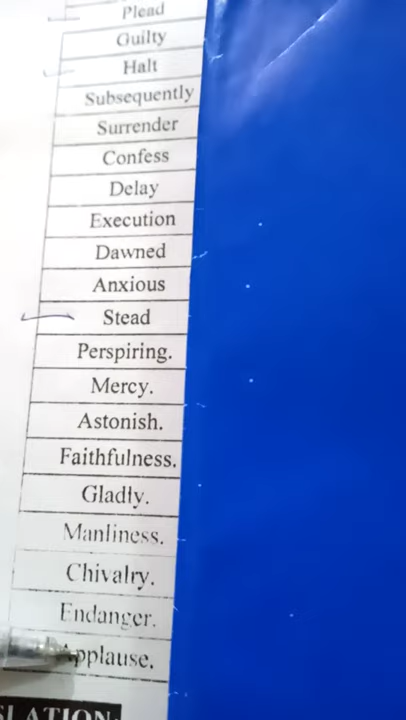 Plead
Guilty
Halt
Subsequently
Surrender
Confess
Delay
Execution
Dawned
Anxious
Stead
Perspiring.
Mercy.
Astonish.
Faithfulness.
Gladly.
Manliness.
Chivalry.
Endanger.
Applause.